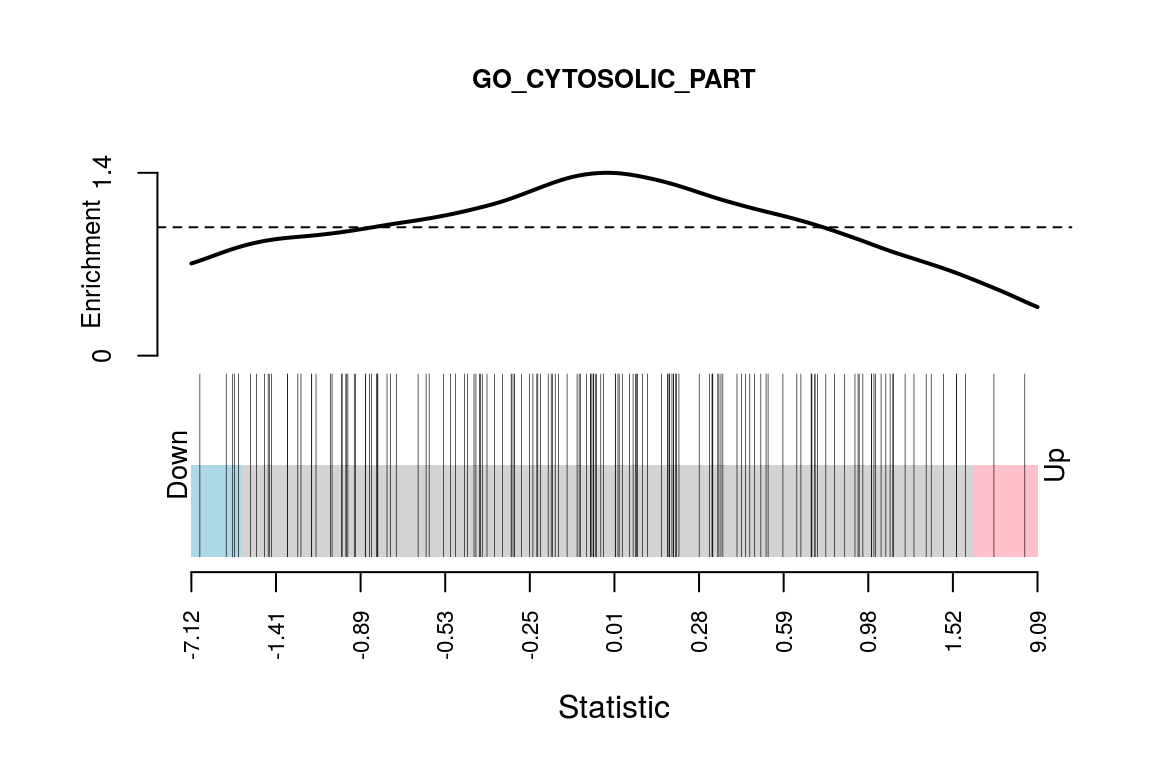 GO_CYTOSOLIC_PART
1.4
Enrichment
0
Down
Up
-7.12
-1.41
-0.89
-0.53
-0.25
0.01
0.28
0.59
0.98
1.52
9.09
Statistic